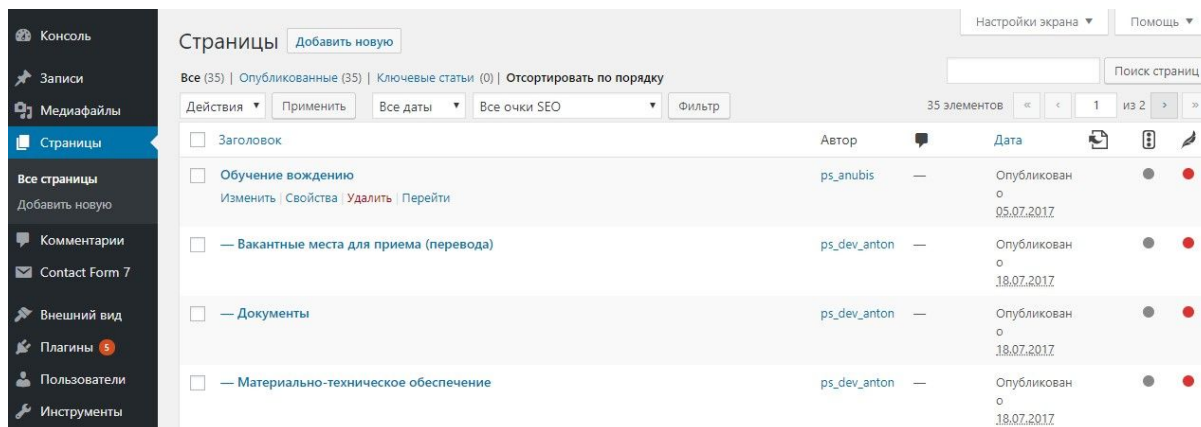 Консоль
Записи
Медиафайлы
Страницы
Все страницы
Добавить новую
Комментарии
Contact Form 7
Внешний вид
Плагины 5
Пользователи
Инструменты
Настройки экрана ▼ Помощь ▼
Страницы Добавить новую
Все (35) | Опубликованные (35) | Ключевые статьи (0) | Отсортировать по порядку
Поиск страниц
Действия ▼ Применить Все даты ▼ Все очки SEO ▼ Фильтр 35 элементов « ‹ 1 из 2 › »
Заголовок Автор Дата
Обучение вождению ps_anubis — Опубликован
Изменить | Свойства | Удалить | Перейти о
05.07.2017
— Вакантные места для приема (перевода) ps_dev_anton — Опубликован
о
18.07.2017
— Документы ps_dev_anton — Опубликован
о
18.07.2017
— Материально-техническое обеспечение ps_dev_anton — Опубликован
о
18.07.2017